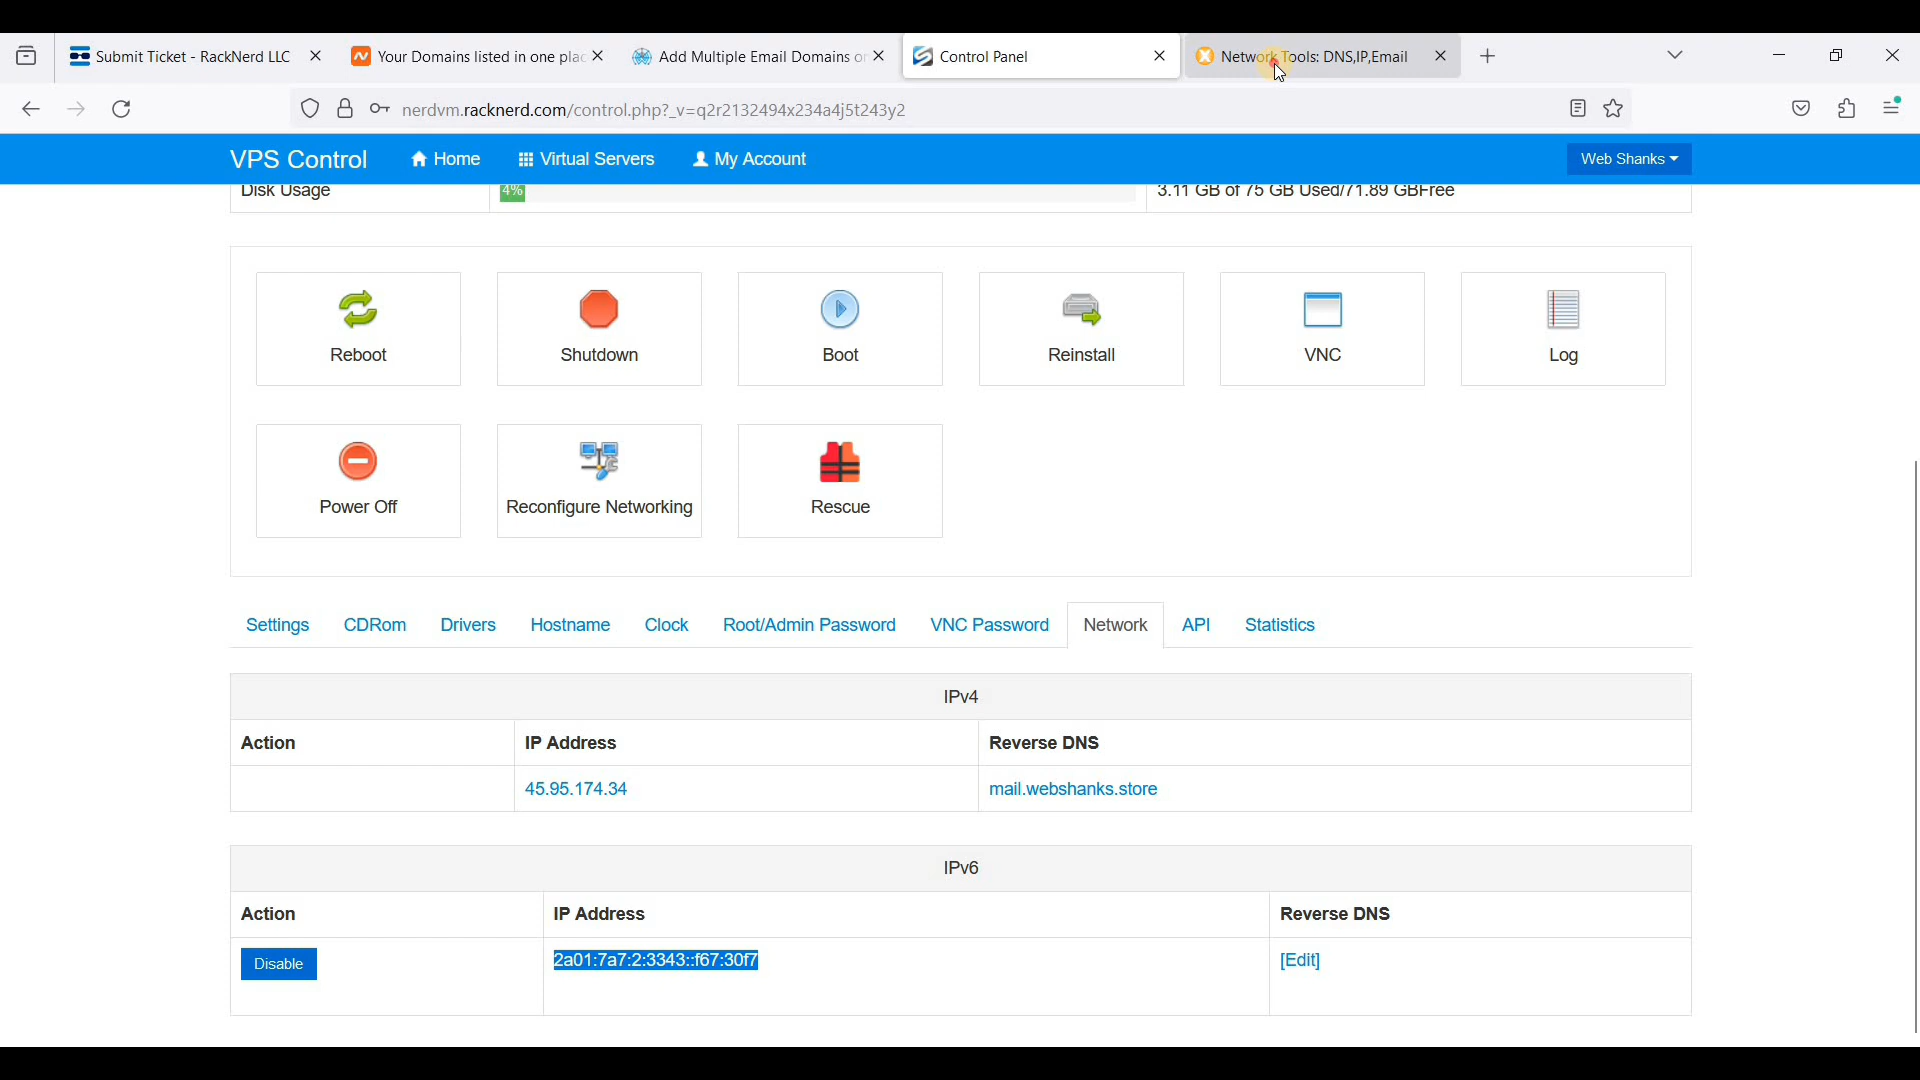 Submit Ticket - RackNerd LLC
Your Domains listed in one plac
Add Multiple Email Domains or
Control Panel
Network Tools: DNS,IP,Email
nerdvm.racknerd.com/control.php?_v=q2r2132494x234a4j5t243y2
VPS Control
Home
Virtual Servers
My Account
Web Shanks
Disk Usage
4%
3.11 GB of 75 GB Used/71.89 GBFree
Reboot
Shutdown
Boot
Reinstall
VNC
Log
Power Off
Reconfigure Networking
Rescue
Settings
CDRom
Drivers
Hostname
Clock
Root/Admin Password
VNC Password
Network
API
Statistics
IPv4
Action
IP Address
Reverse DNS
45.95.174.34
mail.webshanks.store
IPv6
Action
IP Address
Reverse DNS
Disable
2a01:7a7:2:3343::f67:30f7
[Edit]